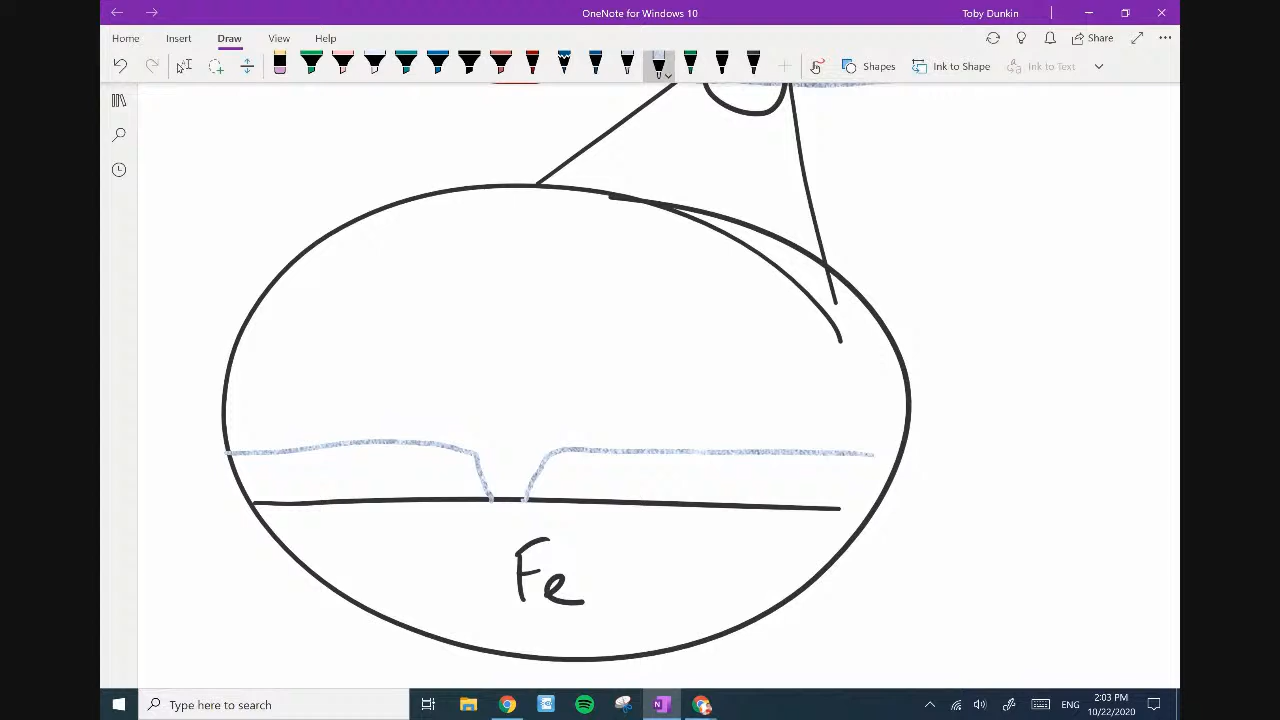 OneNote for Windows 10
Toby Dunkin
Home Insert Draw View Help
Share
Shapes Ink to Shape Ink to Text
Fe
Type here to search
ENG
2:03 PM
10/22/2020